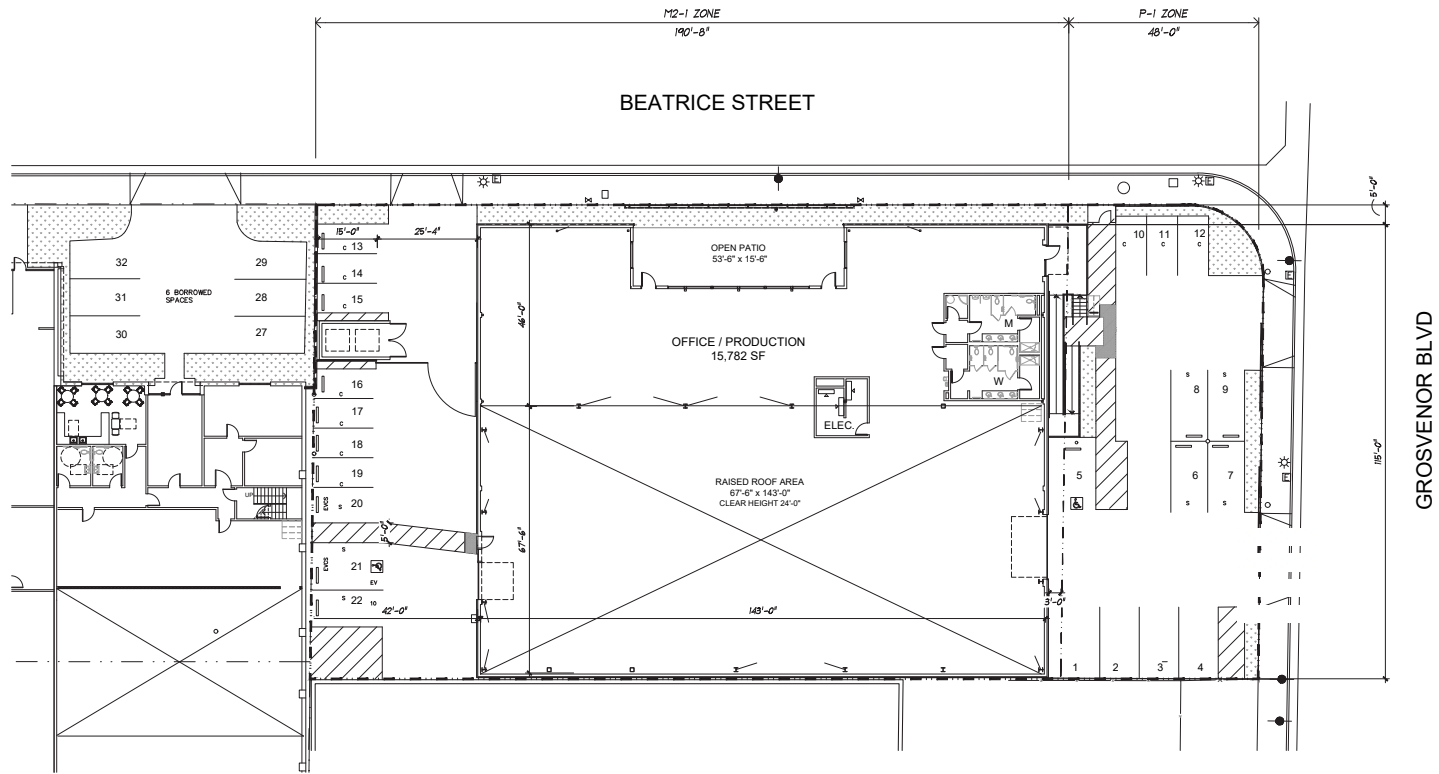 M2-1 ZONE
190'-8"
P-1 ZONE
48'-0"
BEATRICE STREET
5'-0"
15'-0"
25'-4"
C 13
C 14
C 15
16
C
17
C
18
C
19
C
EVCS S 20
5'-0"
S
EVCS 21
EV
S 22 10
42'-0"
32
31
30
29
28
27
6 BORROWED
SPACES
UP
OPEN PATIO
53'-6" x 15'-6"
46'-0"
OFFICE / PRODUCTION
15,782 SF
M
W
ELEC.
RAISED ROOF AREA
67'-6" x 143'-0"
CLEAR HEIGHT 24'-0"
67'-6"
143'-0"
3'-0"
10
C
11
C
12
C
S S
8 9
5
6 7
S S
1 2 3 4
115'-0"
GROSVENOR BLVD